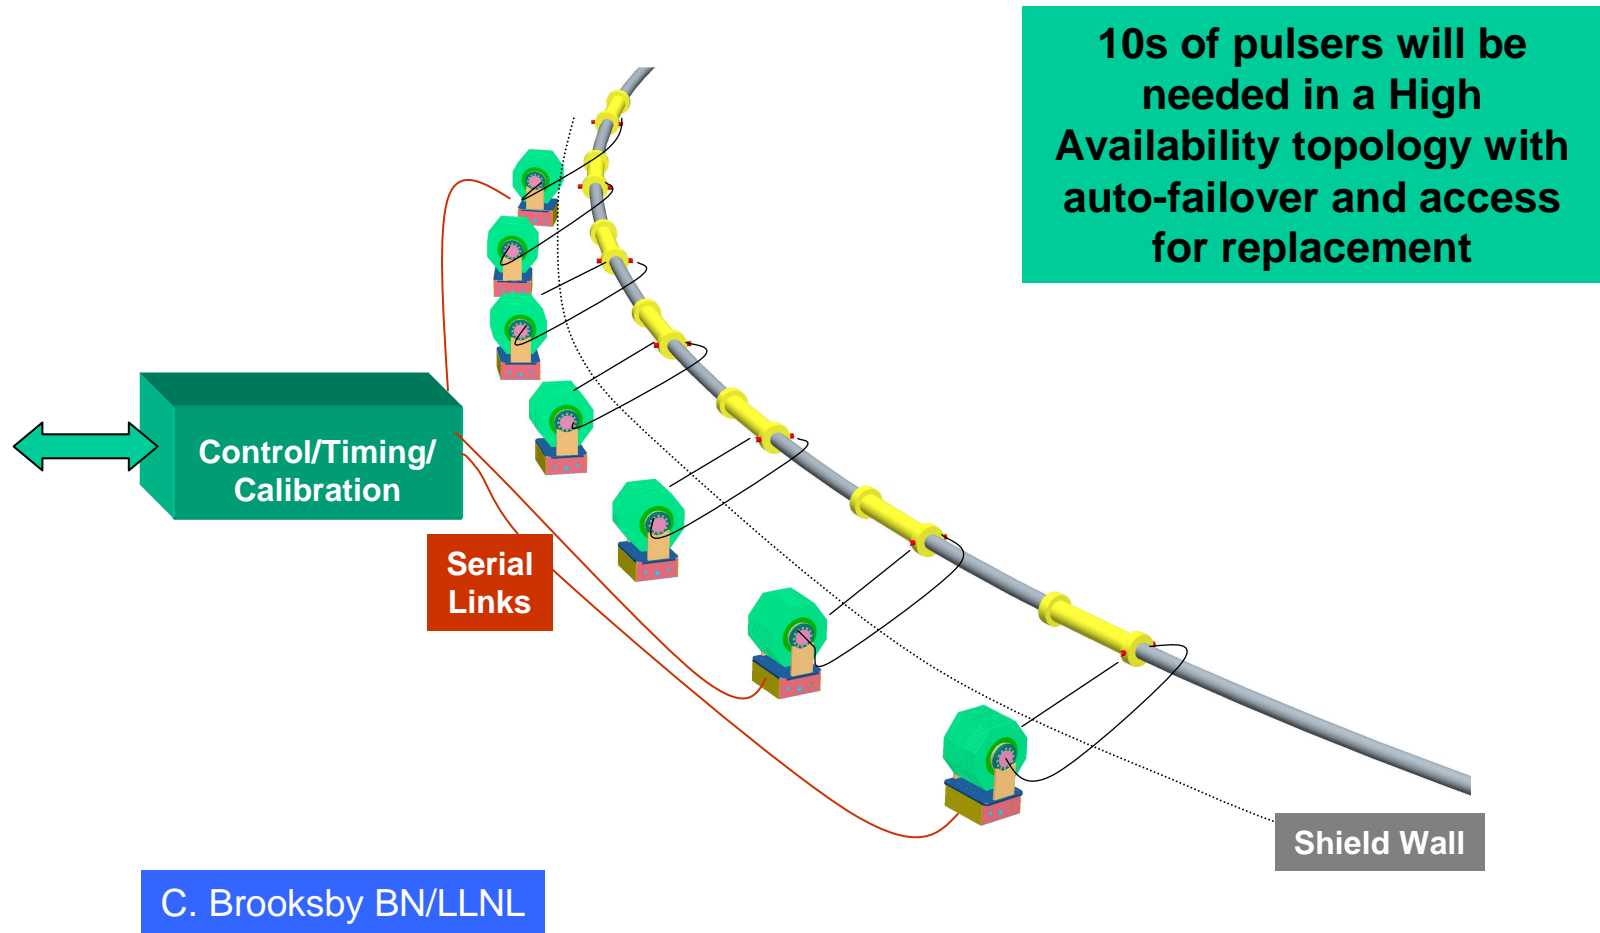 10s of pulsers will be
needed in a High
Availability topology with
auto-failover and access
for replacement
Control/Timing/
Calibration
Serial
Links
Shield Wall
C. Brooksby BN/LLNL